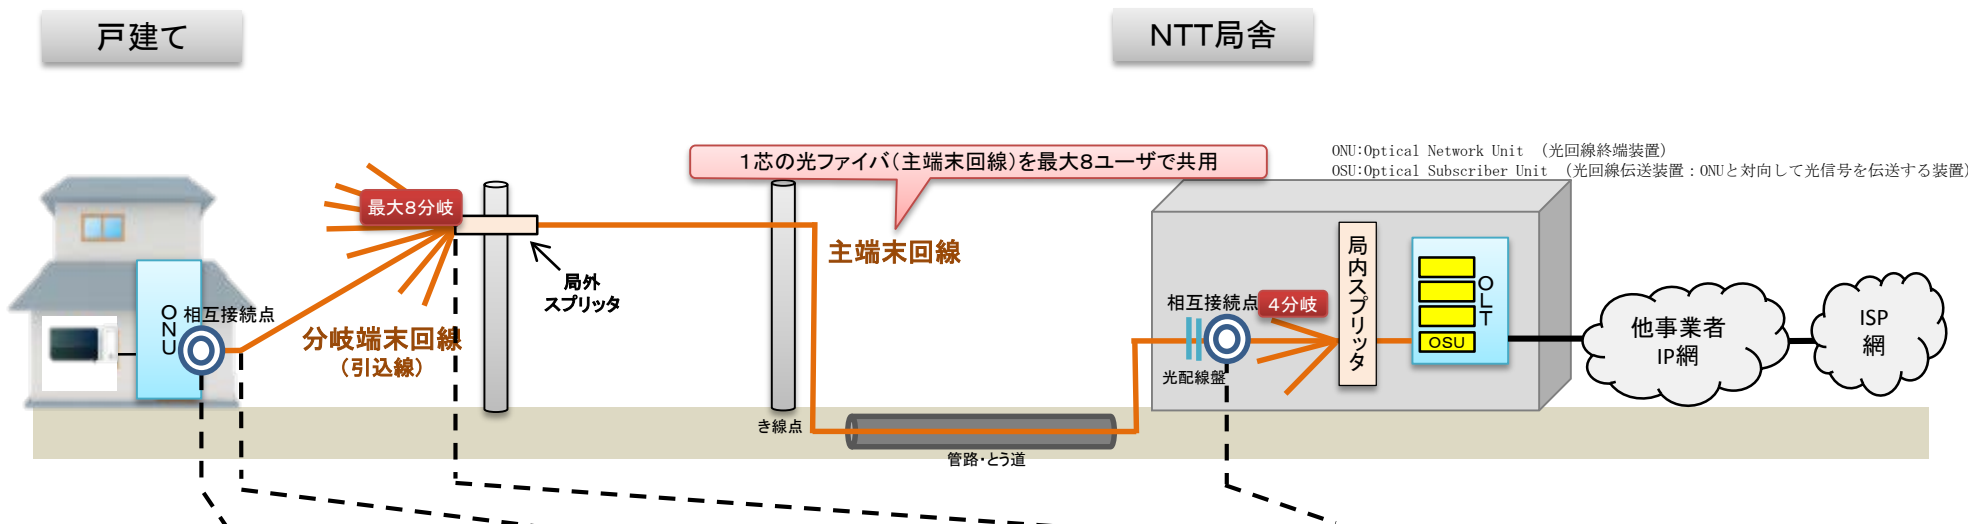 戸建て
NTT局舎
1芯の光ファイバ(主端末回線)を最大8ユーザで共用
ONU:Optical Network Unit (光回線終端装置)
OSU:Optical Subscriber Unit (光回線伝送装置:ONUと対向して光信号を伝送する装置)
最大8分岐
主端末回線
局外
スプリッタ
ONU
相互接続点
分岐端末回線
(引込線)
き線点
管路・とう道
相互接続点
光配線盤
4分岐
局内スプリッタ
OLT
OSU
他事業者
IP網
ISP
網